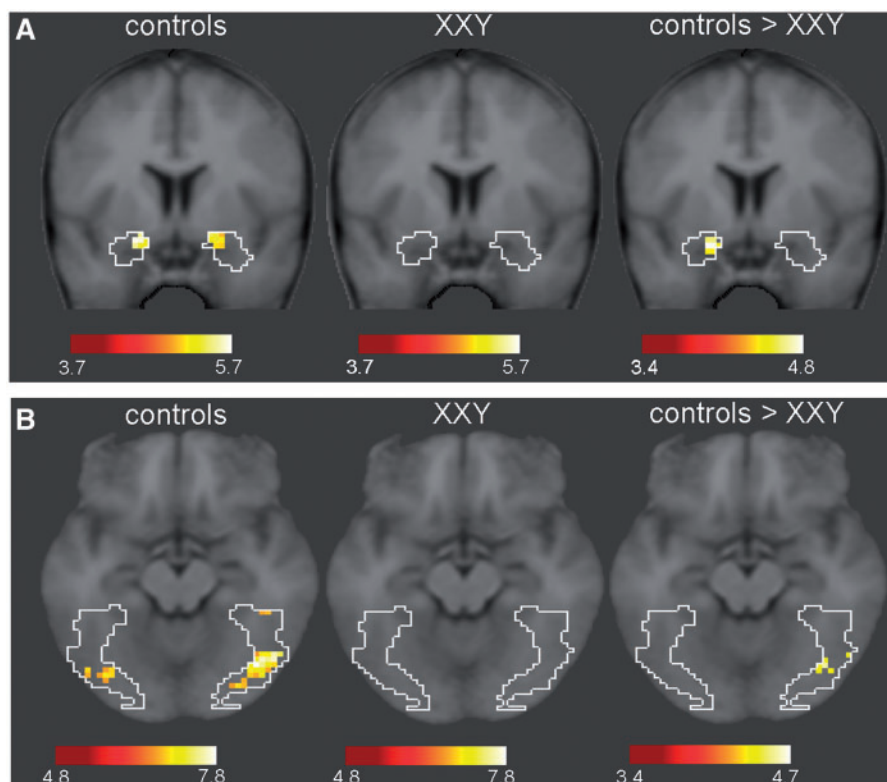 A
controls XXY controls > XXY
3.7 5.7 3.7 5.7 3.4 4.8
B
controls XXY controls > XXY
4.8 7.8 4.8 7.8 3.4 4.7